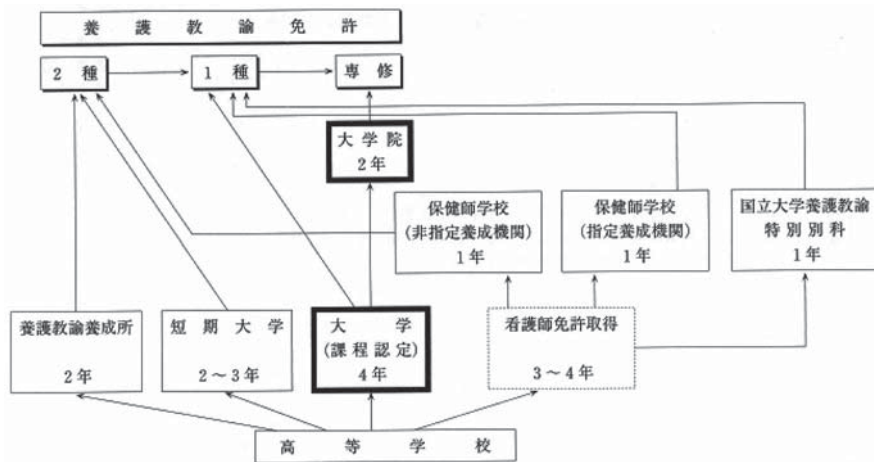 養護教諭免許
2種
1種
専修
大学院
2年
保健師学校
(非指定養成機関)
1年
保健師学校
(指定養成機関)
1年
国立大学養護教諭
特別別科
1年
養護教諭養成所
2年
短期大学
2～3年
大学
(課程認定)
4年
看護師免許取得
3～4年
高等学校